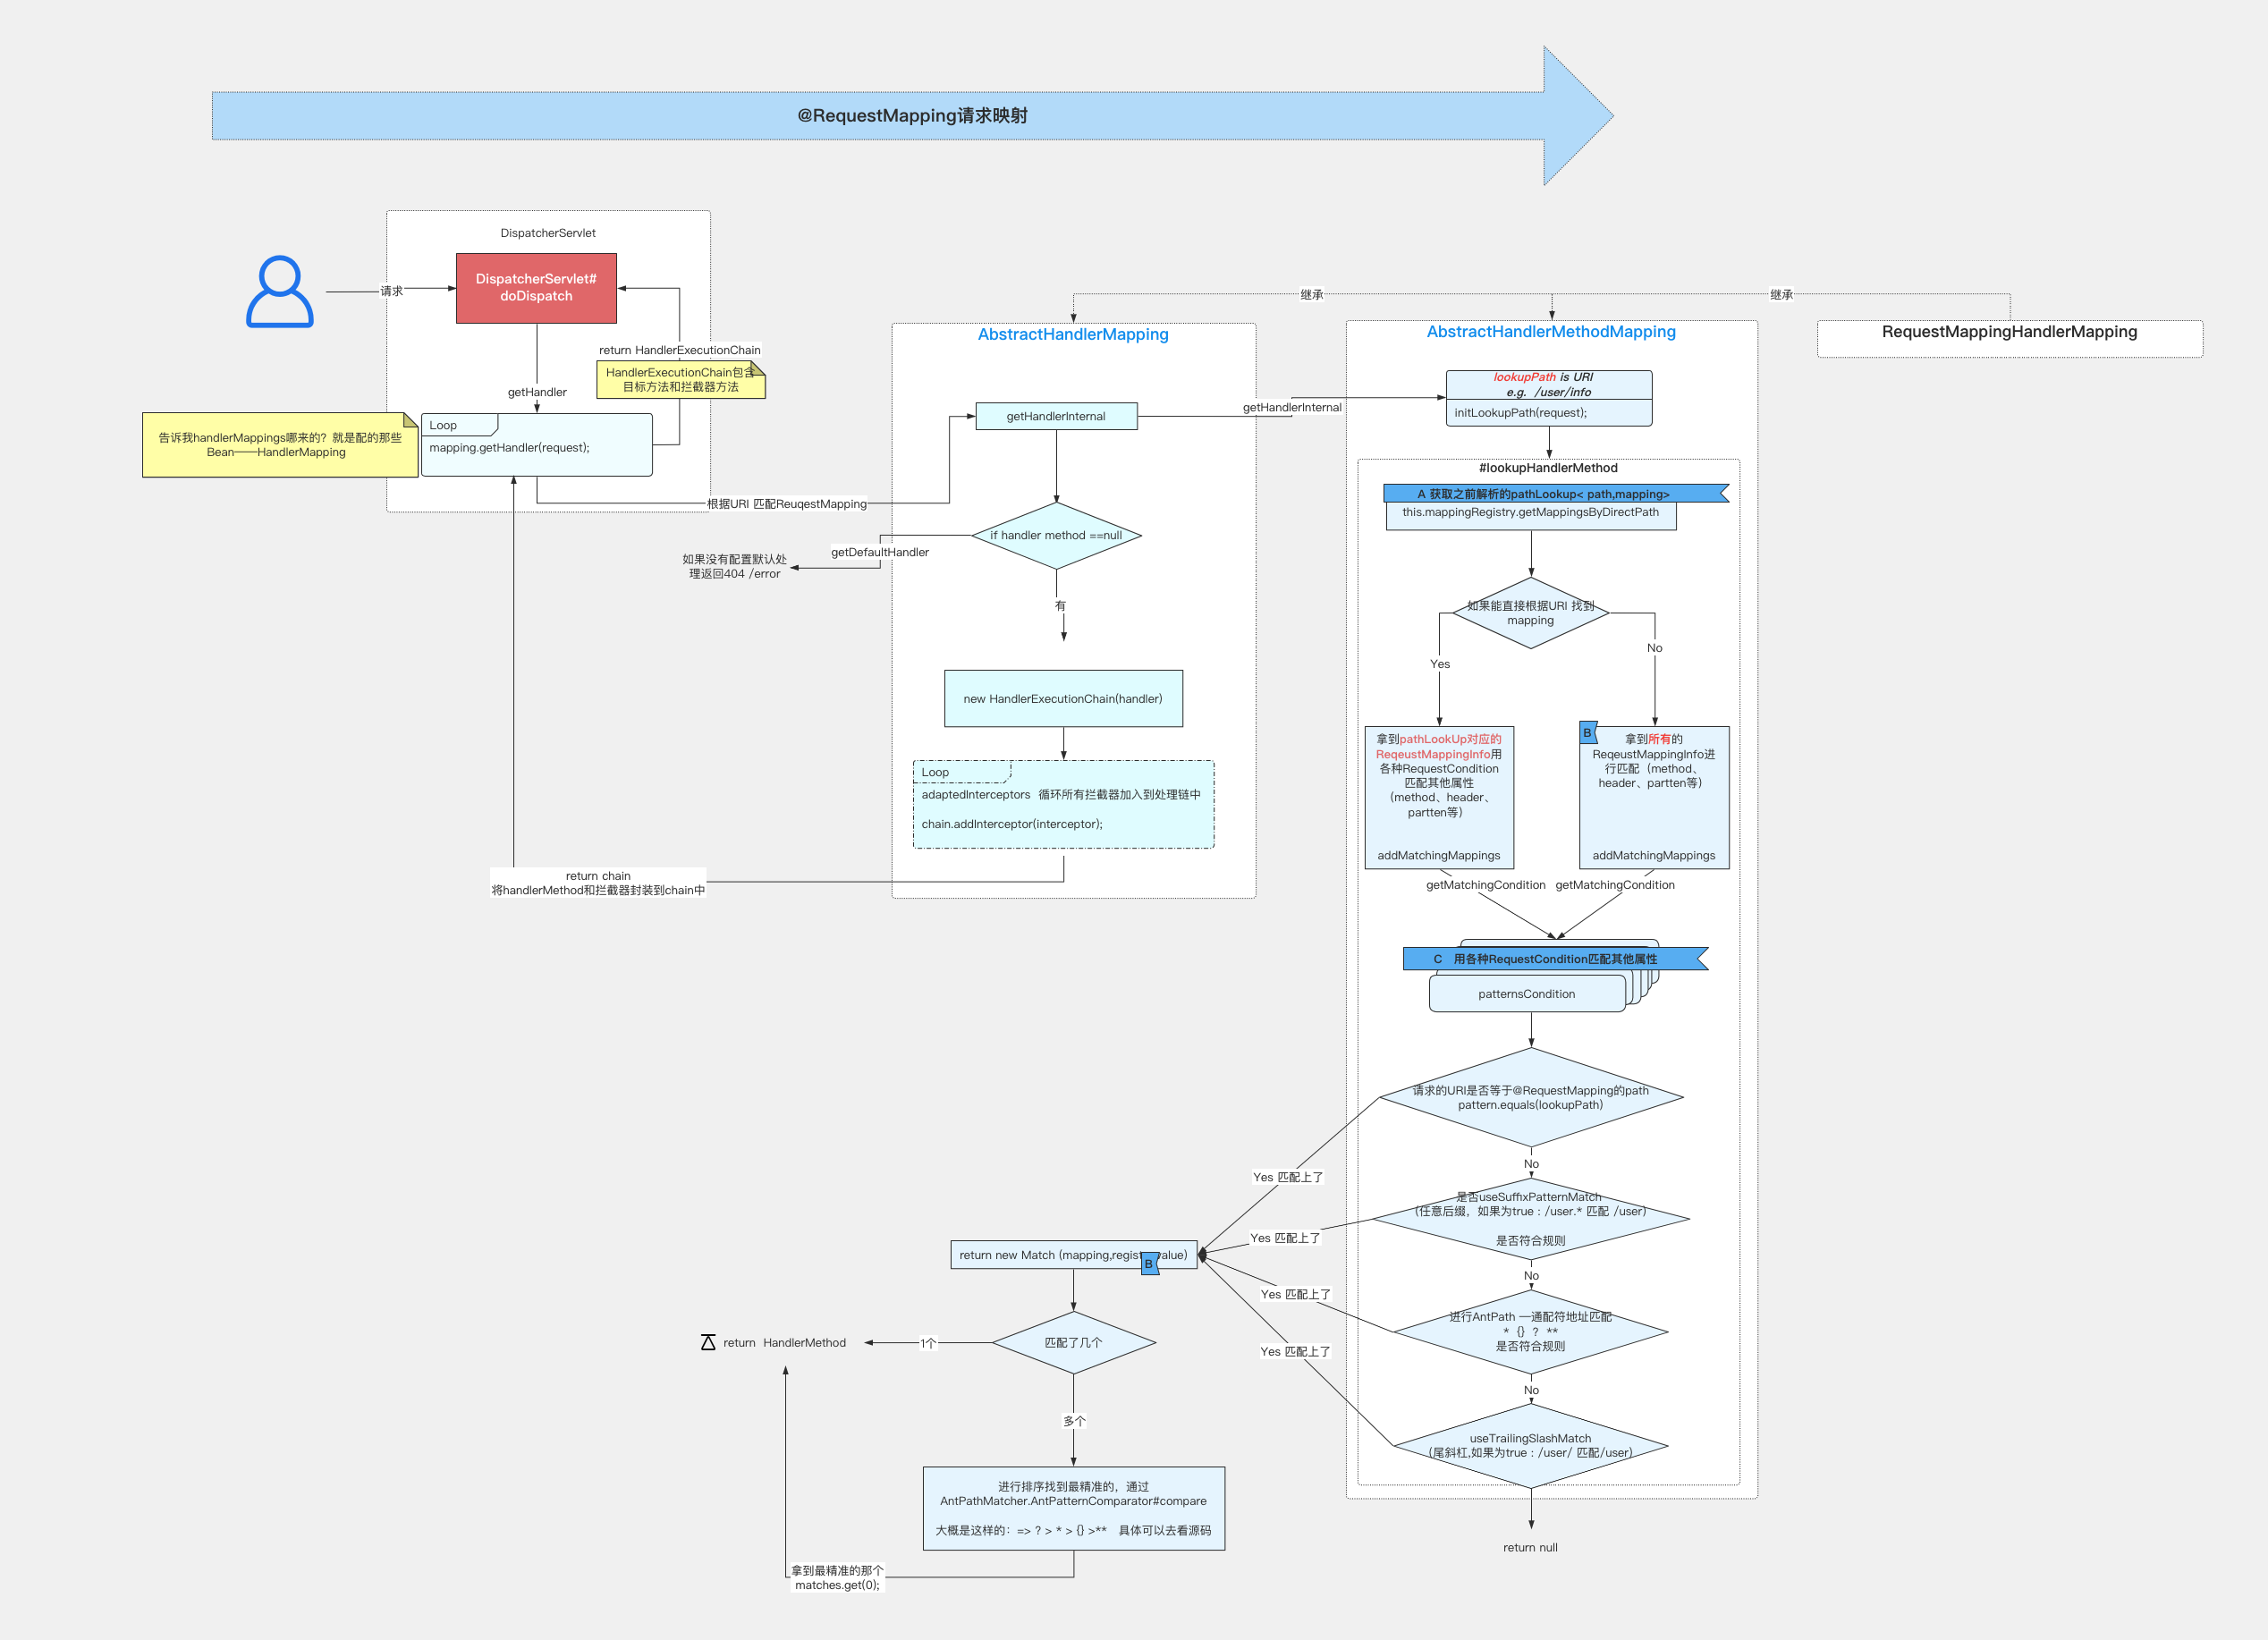 @RequestMapping请求映射
DispatcherServlet
DispatcherServlet#
doDispatch
请求
return HandlerExecutionChain
HandlerExecutionChain包含
目标方法和拦截器方法
getHandler
告诉我handlerMappings哪来的？就是配的那些
Bean——HandlerMapping
Loop
mapping.getHandler(request);
根据URI 匹配ReuqestMapping
继承
继承
AbstractHandlerMapping
getHandlerInternal
getHandlerInternal
if handler method ==null
getDefaultHandler
如果没有配置默认处
理返回404 /error
有
new HandlerExecutionChain(handler)
Loop
adaptedInterceptors 循环所有拦截器加入到处理链中
chain.addInterceptor(interceptor);
return chain
将handlerMethod和拦截器封装到chain中
AbstractHandlerMethodMapping
RequestMappingHandlerMapping
lookupPath is URI
e.g. /user/info
initLookupPath(request);
#lookupHandlerMethod
A 获取之前解析的pathLookup< path,mapping>
this.mappingRegistry.getMappingsByDirectPath
如果能直接根据URI 找到
mapping
Yes
No
拿到pathLookUp对应的
ReqeustMappingInfo用
各种RequestCondition
匹配其他属性
（method、header、
partten等）
addMatchingMappings
B
拿到所有的
ReqeustMappingInfo进
行匹配（method、
header、partten等）
addMatchingMappings
getMatchingCondition
getMatchingCondition
C 用各种RequestCondition匹配其他属性
patternsCondition
请求的URI是否等于@RequestMapping的path
pattern.equals(lookupPath)
Yes 匹配上了
No
是否useSuffixPatternMatch
(任意后缀，如果为true : /user.* 匹配 /user)
是否符合规则
Yes 匹配上了
No
进行AntPath 一通配符地址匹配
* {} ? **
是否符合规则
Yes 匹配上了
No
useTrailingSlashMatch
(尾斜杠,如果为true : /user/ 匹配/user)
Yes 匹配上了
return null
return new Match (mapping,regist value)
B
匹配了几个
1个
return HandlerMethod
多个
进行排序找到最精准的，通过
AntPathMatcher.AntPatternComparator#compare
大概是这样的：=> ? > * > {} >** 具体可以去看源码
拿到最精准的那个
matches.get(0);